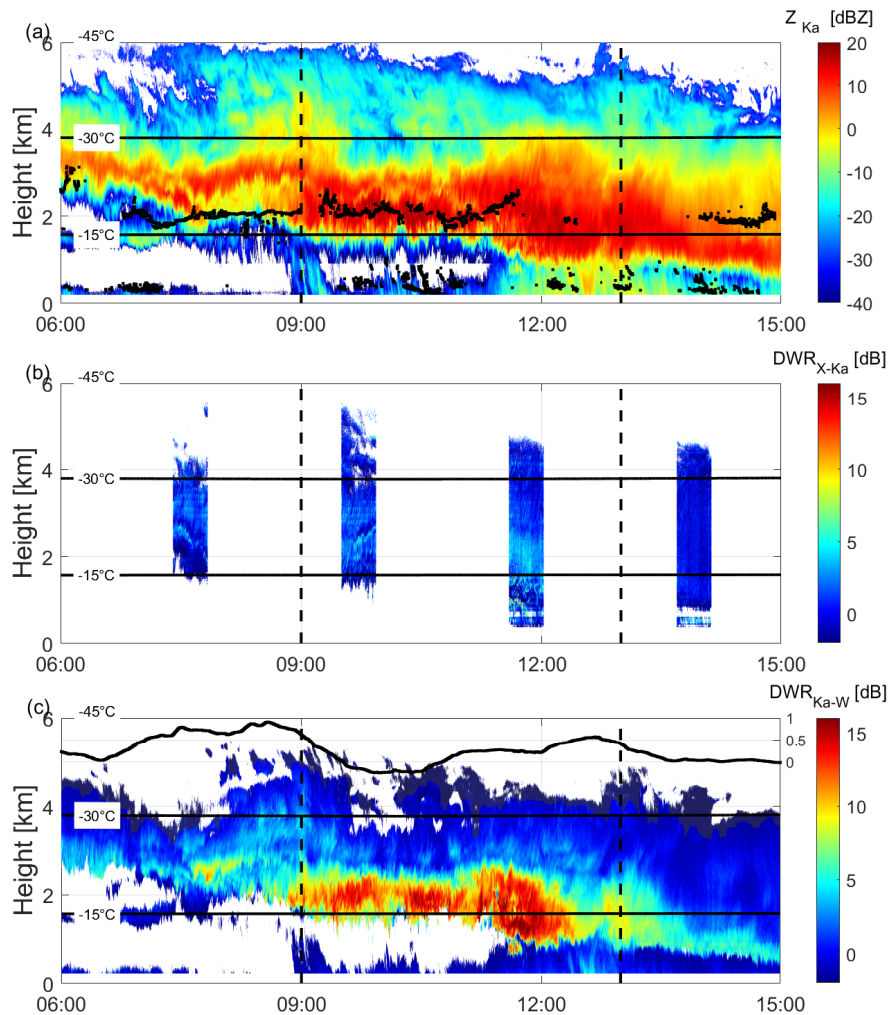 (a)
Z Ka [dBZ]
-45°C
6
20
10
4
-30°C
0
Height [km]
-10
2
-15°C
-20
-30
0
-40
06:00 09:00 12:00 15:00
(b)
DWR X-Ka [dB]
-45°C
6
15
4
-30°C
10
Height [km]
5
2
-15°C
0
0
06:00 09:00 12:00 15:00
(c)
DWR Ka-W [dB]
-45°C
6
1
0.5
0
15
4
-30°C
10
Height [km]
5
2
-15°C
0
0
06:00 09:00 12:00 15:00